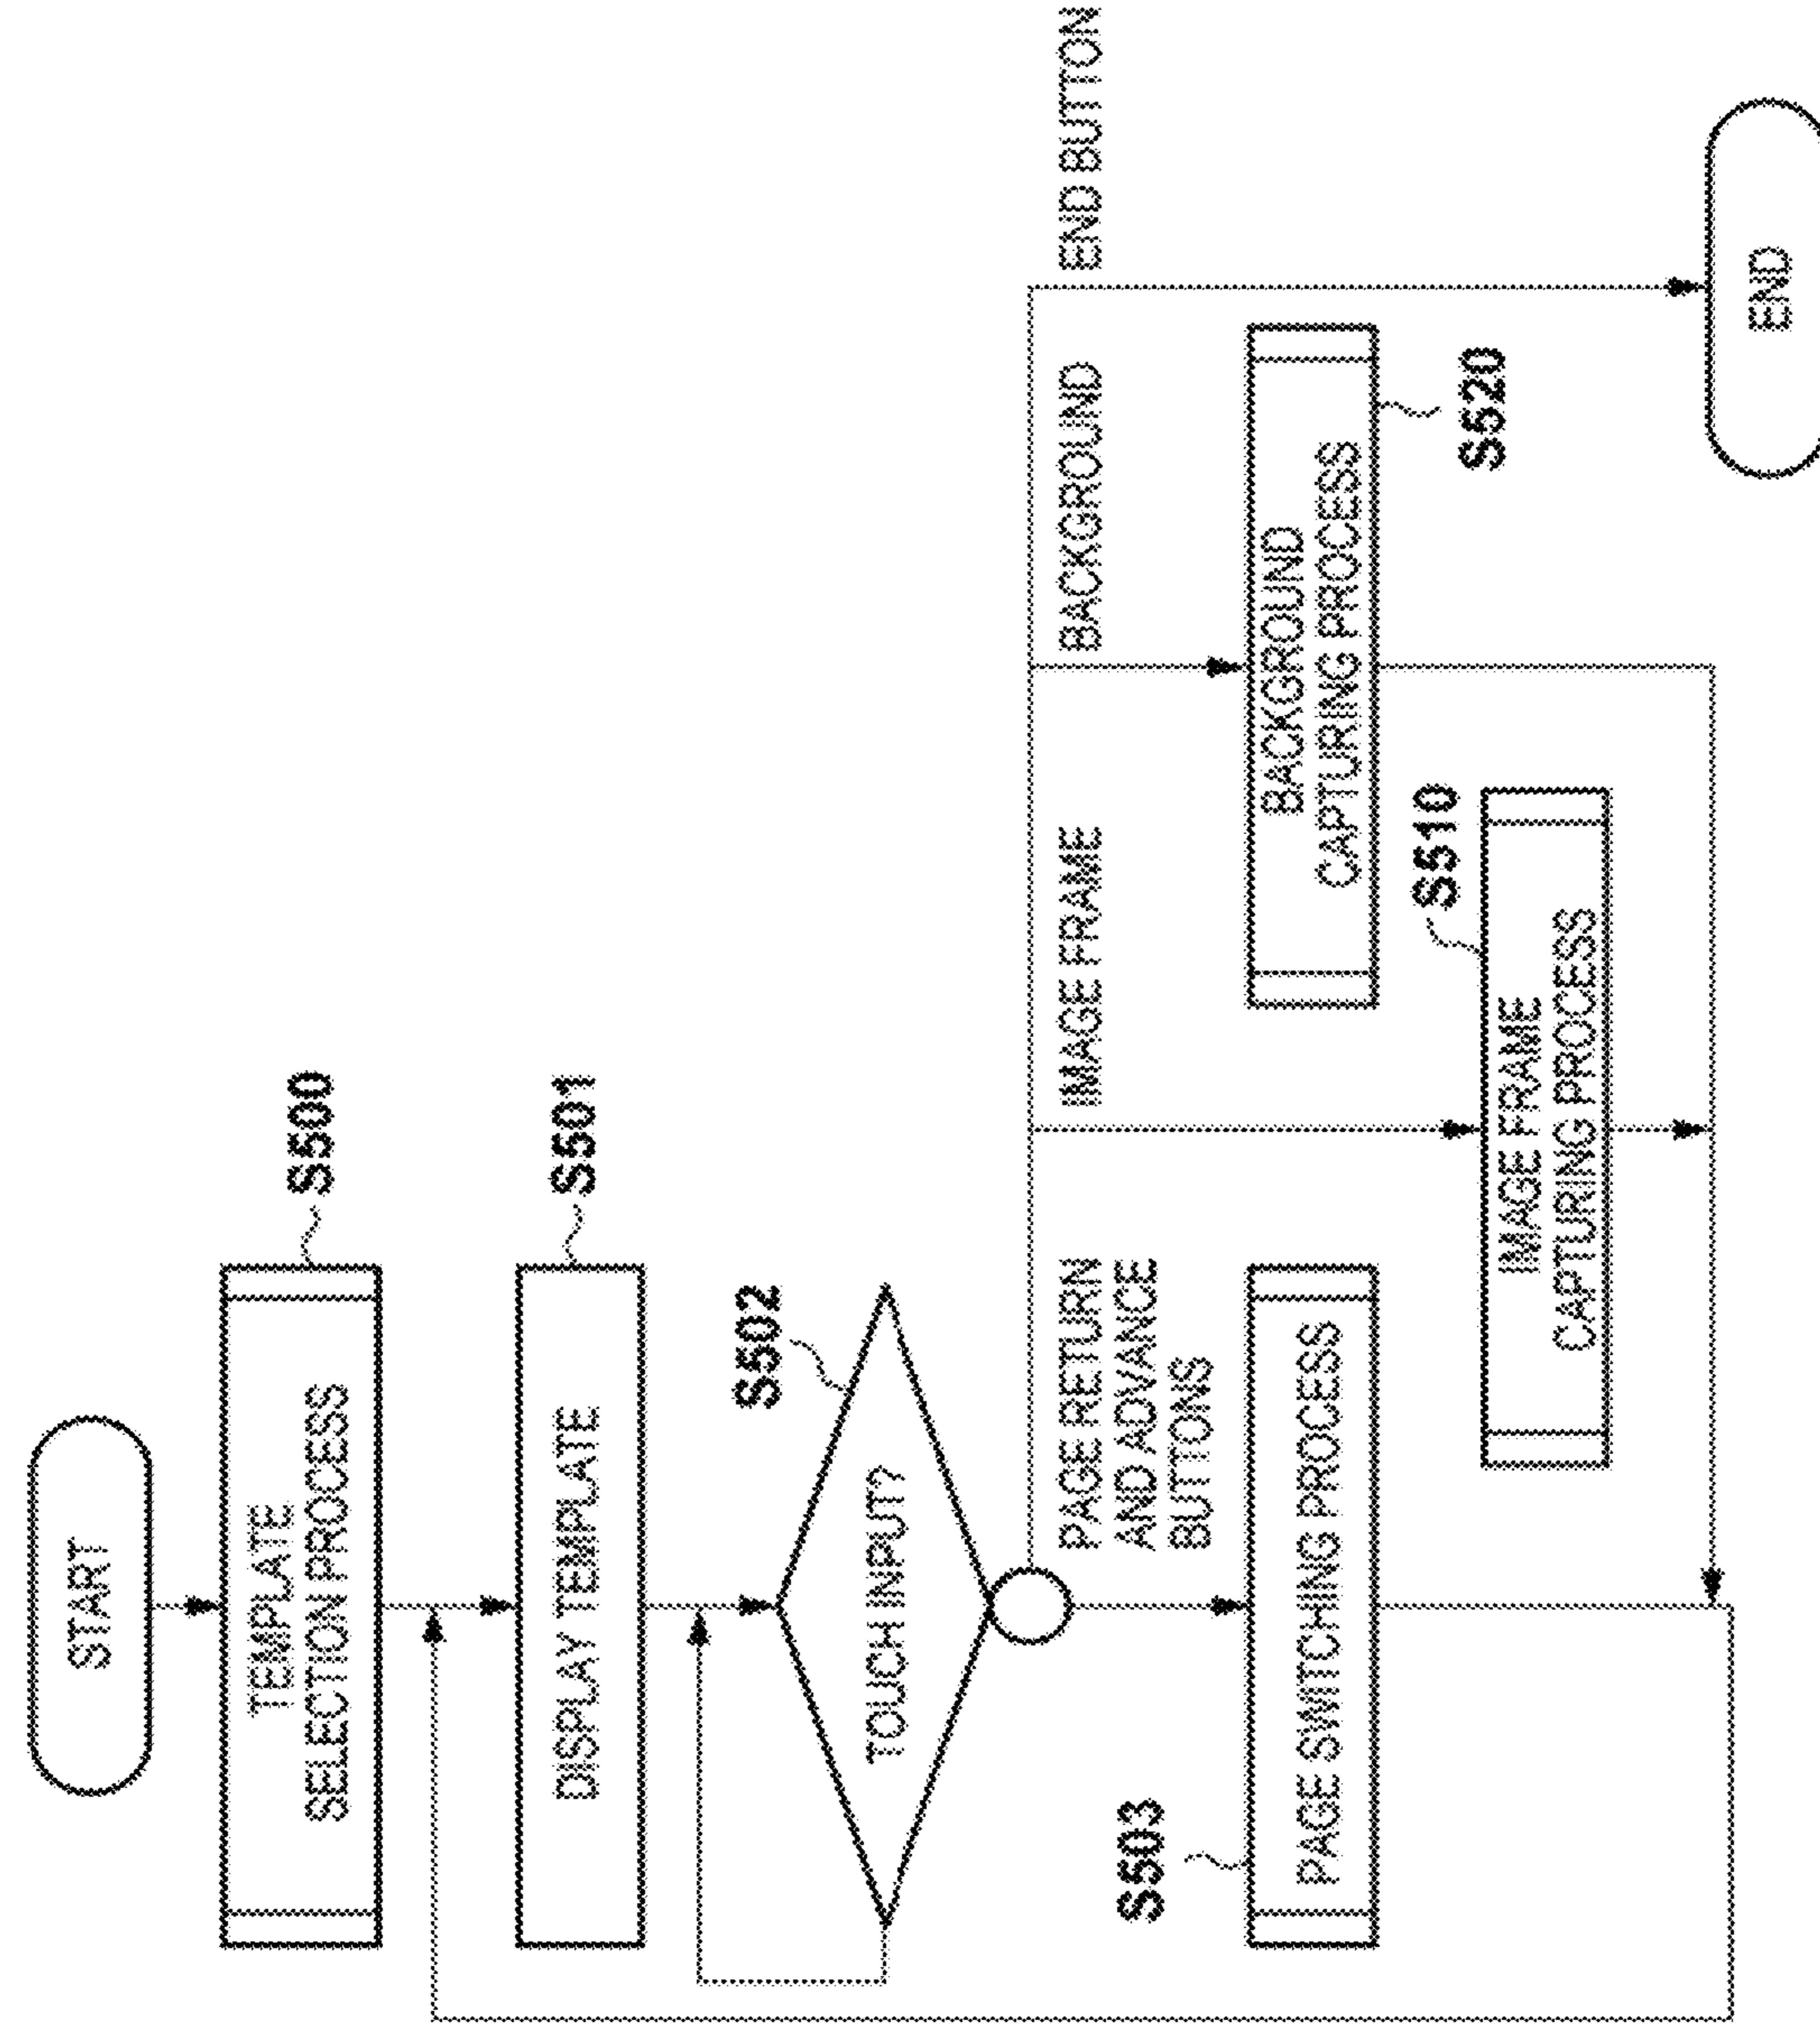 START
TEMPLATE
SELECTION PROCESS
S500
DISPLAY TEMPLATE
S501
TOUCH INPUT?
S502
PAGE RETURN
AND ADVANCE
BUTTONS
IMAGE FRAME
BACKGROUND
END BUTTON
S503
PAGE SWITCHING PROCESS
BACKGROUND
CAPTURING PROCESS
S520
S510
IMAGE FRAME
CAPTURING PROCESS
END